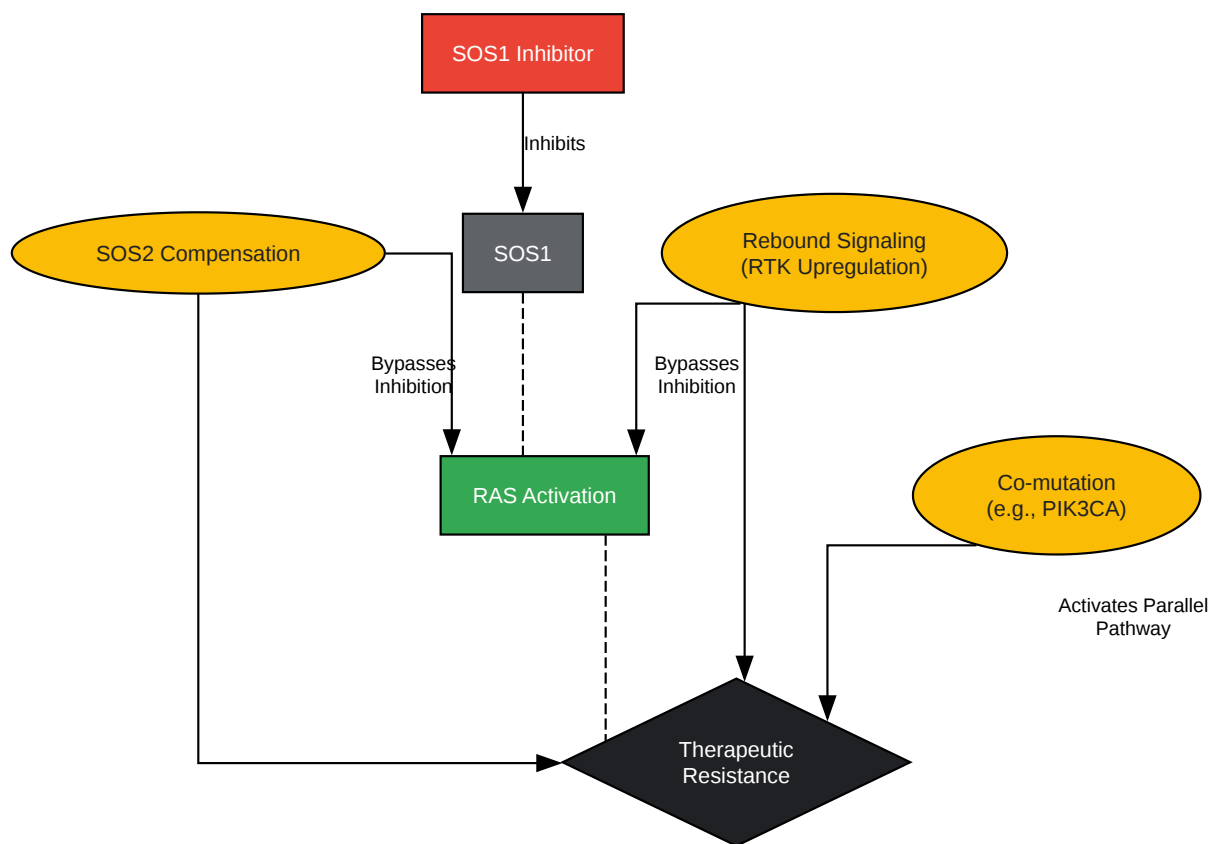 SOS1 Inhibitor
Inhibits
SOS2 Compensation
SOS1
Rebound Signaling
(RTK Upregulation)
Bypasses
Inhibition
Bypasses
Inhibition
RAS Activation
Co-mutation
(e.g., PIK3CA)
Activates Parallel
Pathway
Therapeutic
Resistance